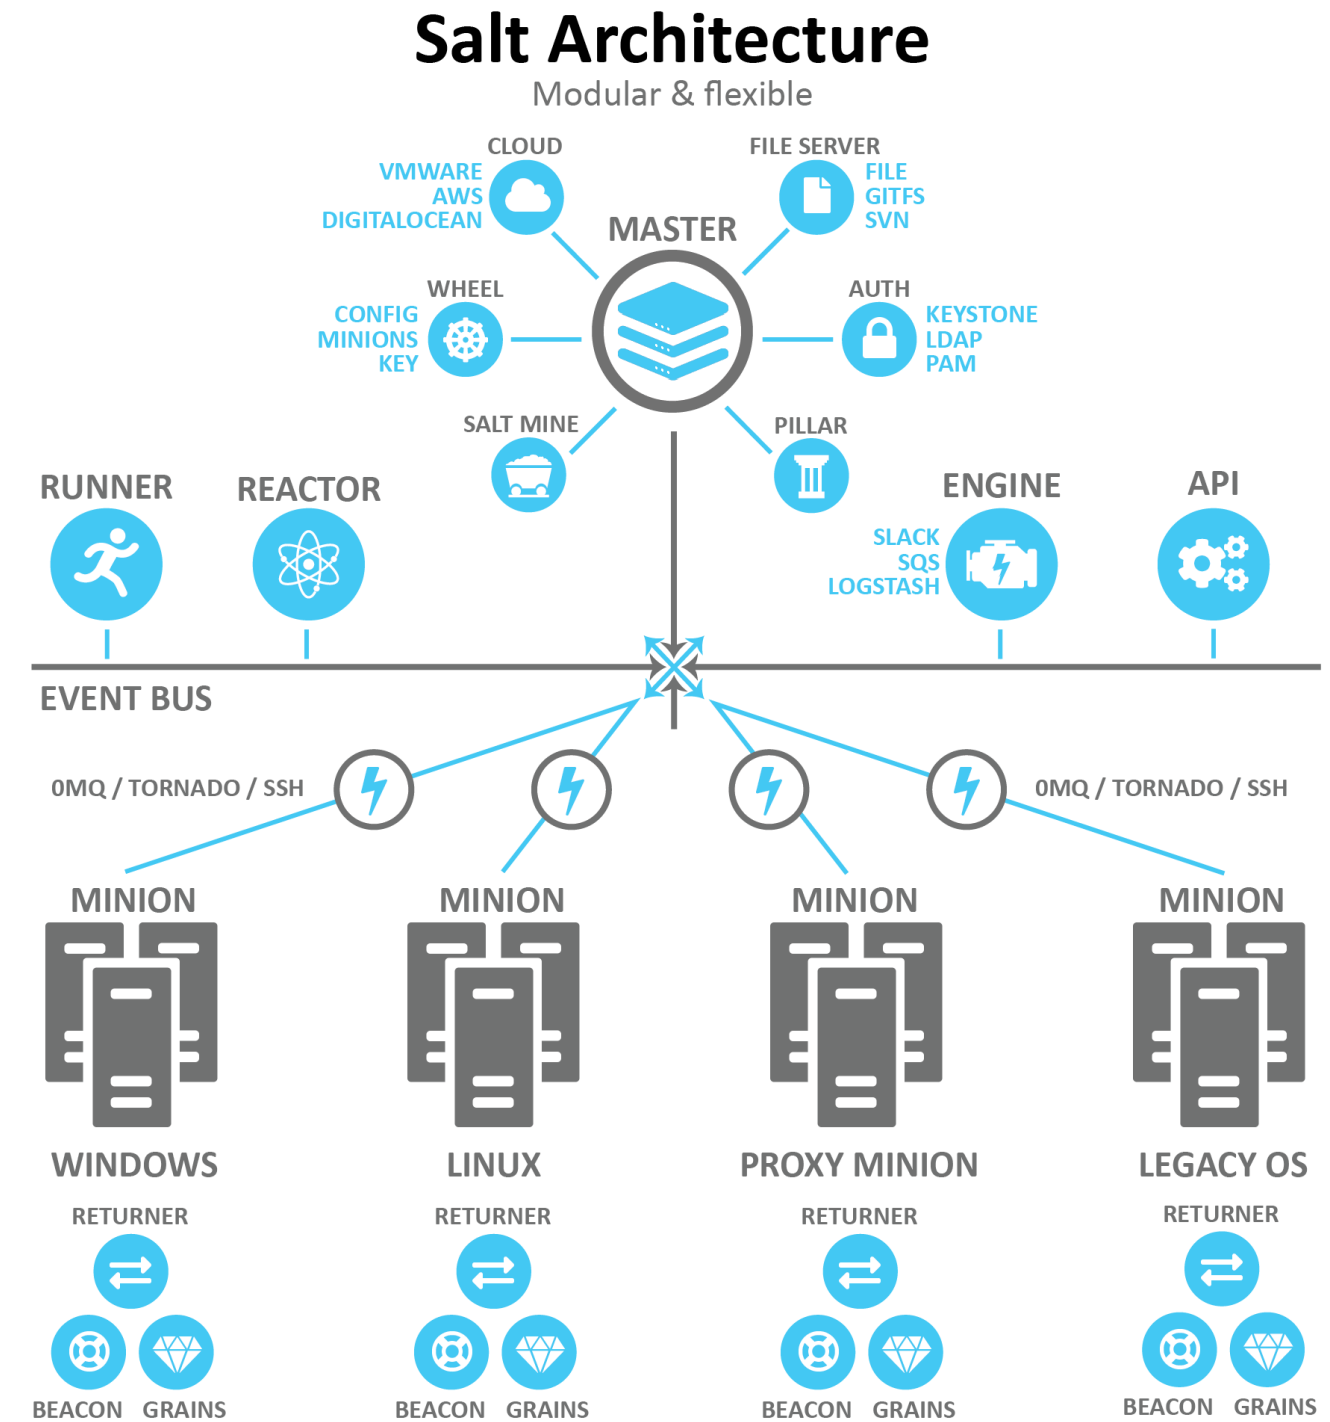 Salt Architecture
Modular & flexible
CLOUD
VMWARE
AWS
DIGITALOCEAN
FILE SERVER
FILE
GITFS
SVN
MASTER
WHEEL
CONFIG
MINIONS
KEY
AUTH
KEYSTONE
LDAP
PAM
SALT MINE
PILLAR
RUNNER
REACTOR
ENGINE
SLACK
SQS
LOGSTASH
API
EVENT BUS
0MQ / TORNADO / SSH
0MQ / TORNADO / SSH
MINION
MINION
MINION
MINION
WINDOWS
LINUX
PROXY MINION
LEGACY OS
RETURNER
RETURNER
RETURNER
RETURNER
BEACON
GRAINS
BEACON
GRAINS
BEACON
GRAINS
BEACON
GRAINS